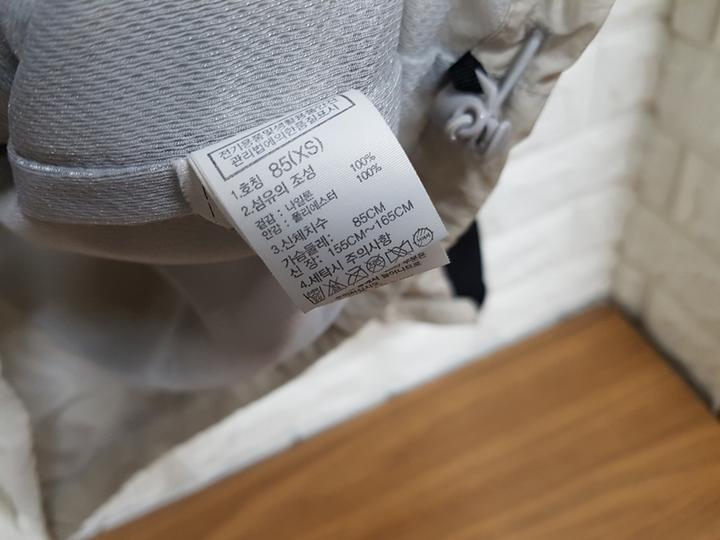 전기용품및생활용품안전
관리법에의한품질표시
1.호칭 85(XS)
2.섬유의 조성
겉감 : 나일론 100%
안감 : 폴리에스터 100%
3.신체치수
가슴둘레: 85CM
신 장: 155CM~165CM
4.세탁시 주의사항